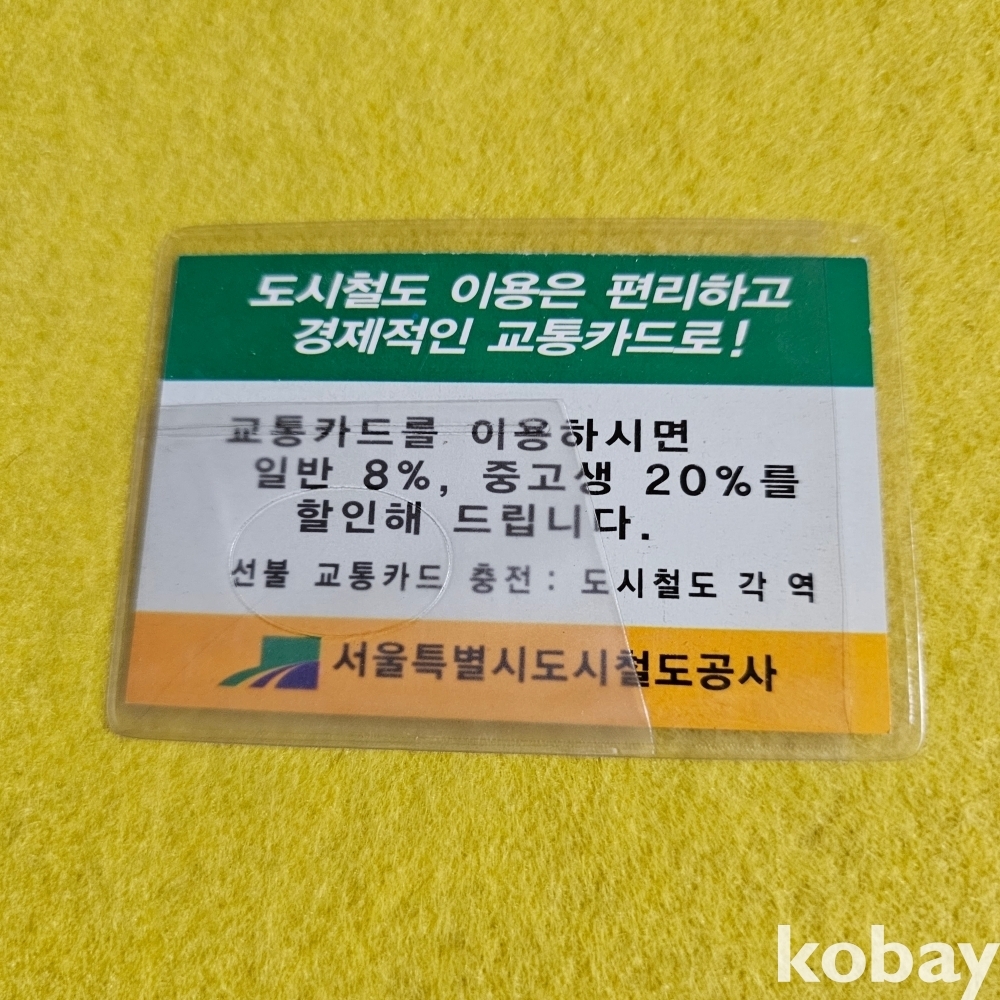 도시철도 이용은 편리하고
경제적인 교통카드로!
교통카드를 이용하시면
일반 8%, 중고생 20%를
할인해 드립니다.
선불 교통카드 충전 : 도시철도 각 역
서울특별시도시철도공사
kobay